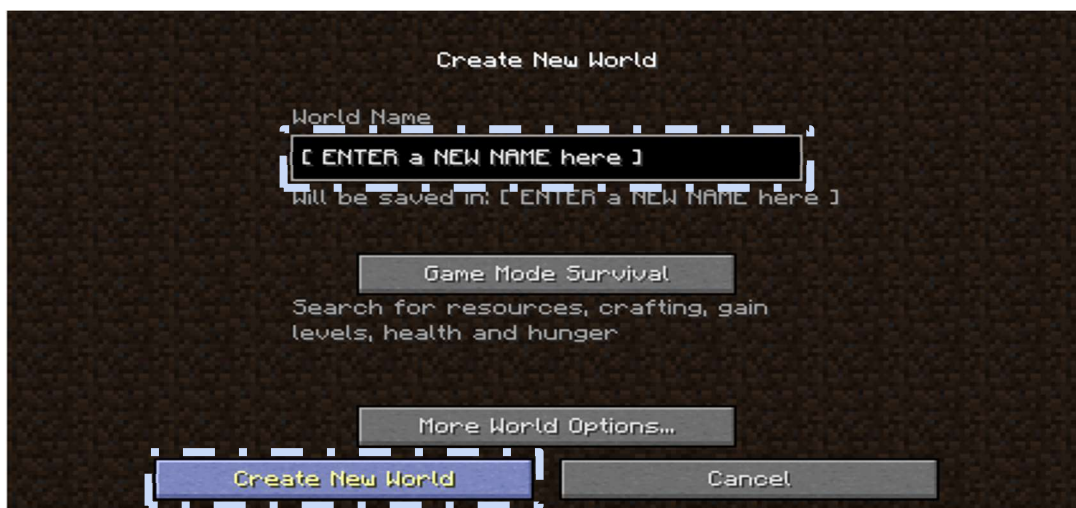 Create New World
World Name
[ ENTER a NEW NAME here ]
Will be saved in: [ ENTER a NEW NAME here ]
Game Mode Survival
Search for resources, crafting, gain
levels, health and hunger
More World Options...
Create New World
Cancel